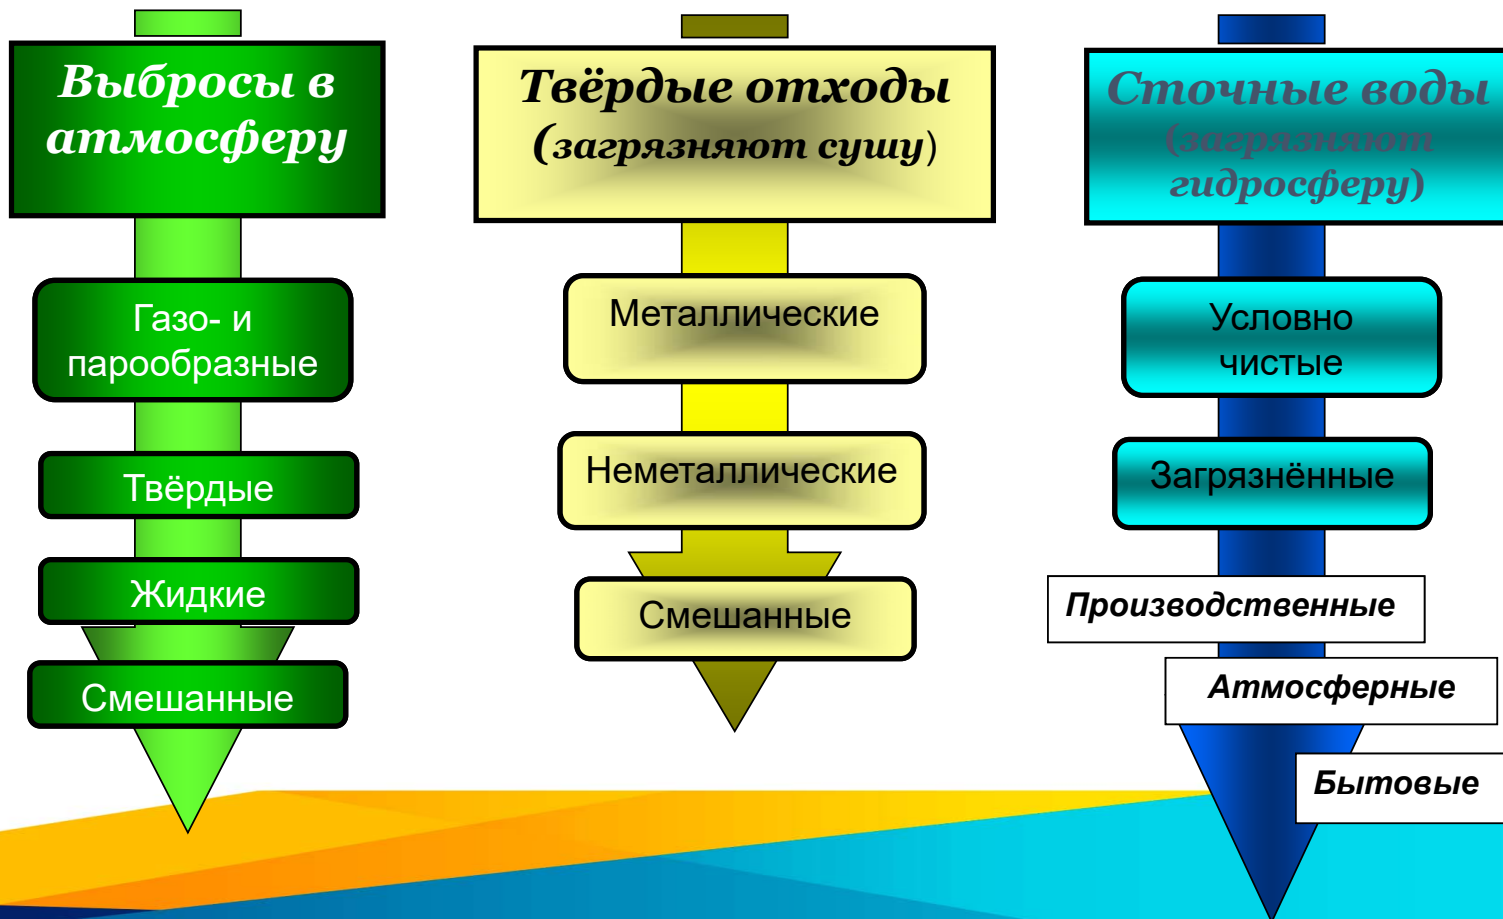 Выбросы в
атмосферу
Газо- и
парообразные
Твёрдые
Жидкие
Смешанные
Твёрдые отходы
(загрязняют сушу)
Металлические
Неметаллические
Смешанные
Сточные воды
(загрязняют
гидросферу)
Условно
чистые
Загрязнённые
Производственные
Атмосферные
Бытовые